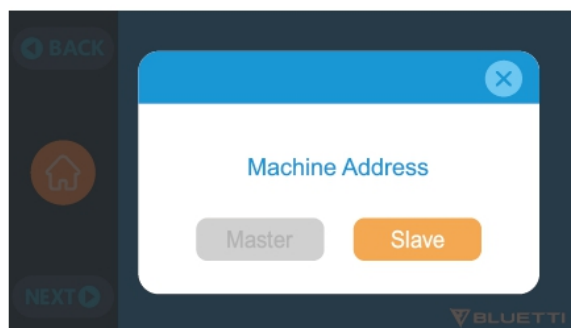 BACK
Machine Address
Master Slave
NEXT
BLUETTI